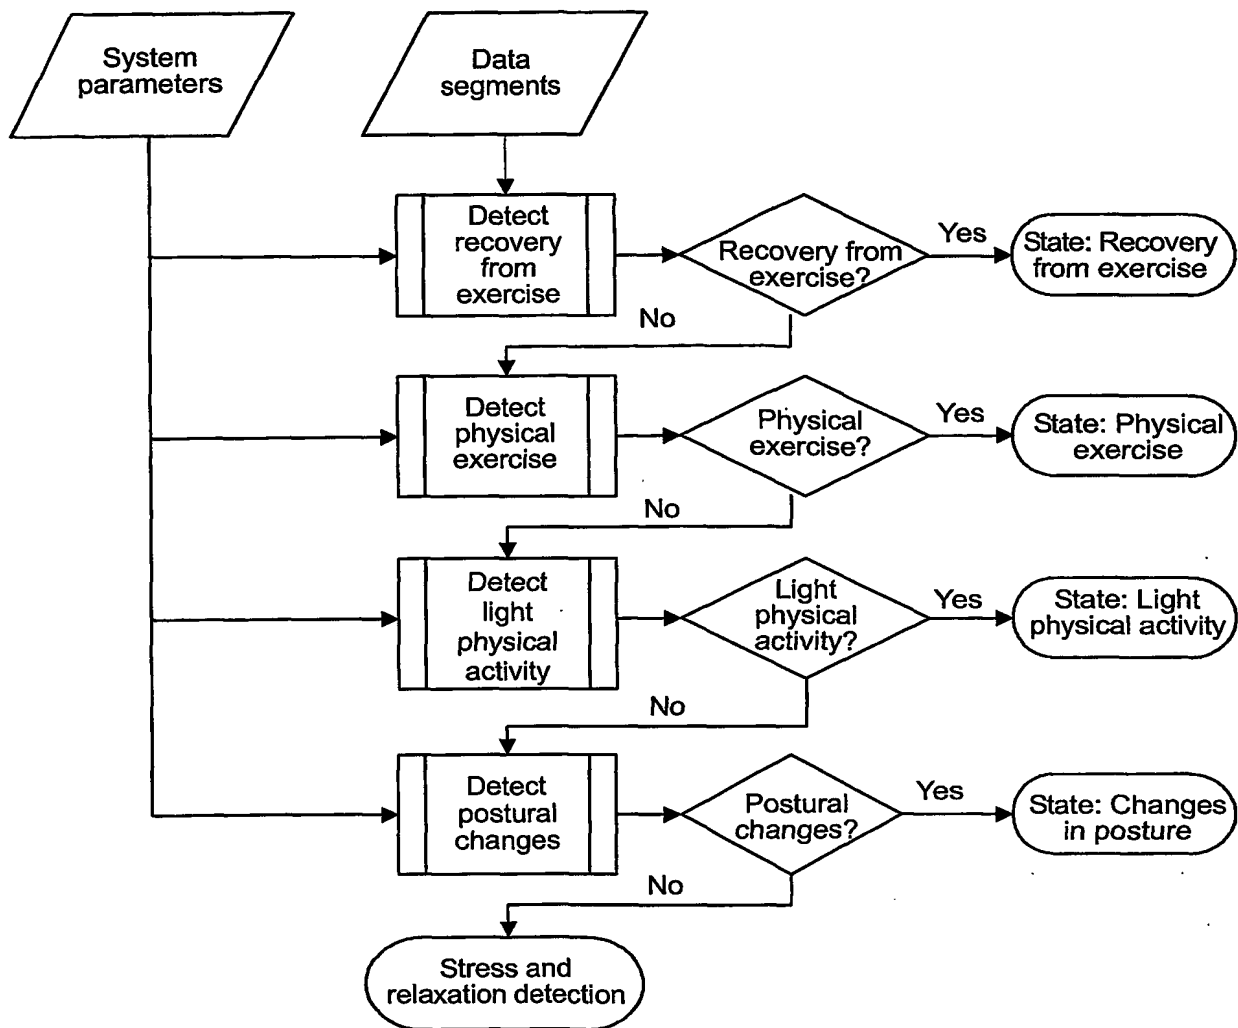 System
parameters
Data
segments
Detect
recovery
from
exercise
Recovery from
exercise?
Yes
State: Recovery
from exercise
No
Detect
physical
exercise
Physical
exercise?
Yes
State: Physical
exercise
No
Detect
light
physical
activity
Light
physical
activity?
Yes
State: Light
physical activity
No
Detect
postural
changes
Postural
changes?
Yes
State: Changes
in posture
No
Stress and
relaxation detection